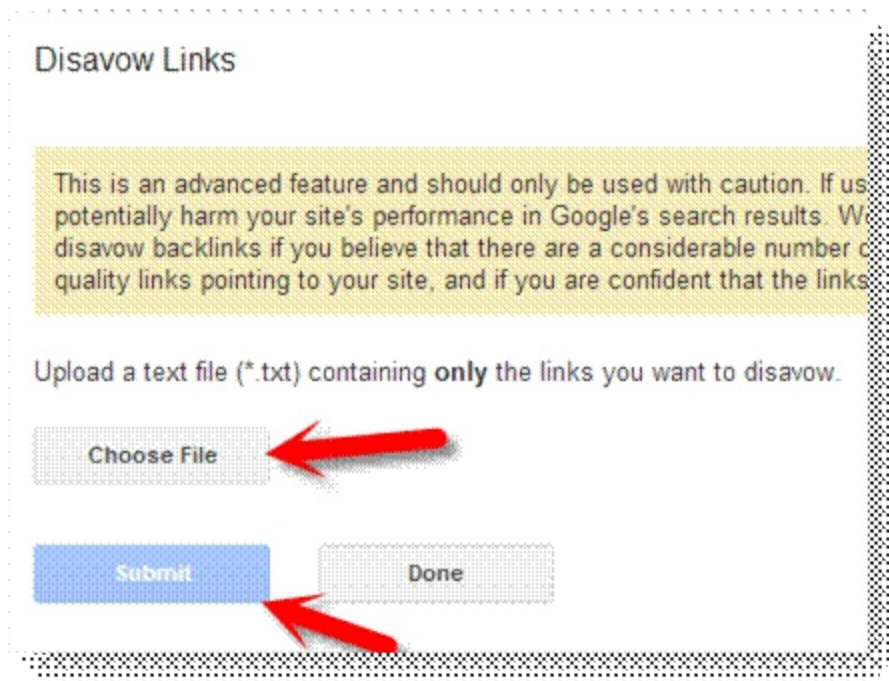 Disavow Links
This is an advanced feature and should only be used with caution. If us
potentially harm your site's performance in Google's search results. We
disavow backlinks if you believe that there are a considerable number o
quality links pointing to your site, and if you are confident that the links
Upload a text file (*.txt) containing only the links you want to disavow.
Choose File
Submit Done